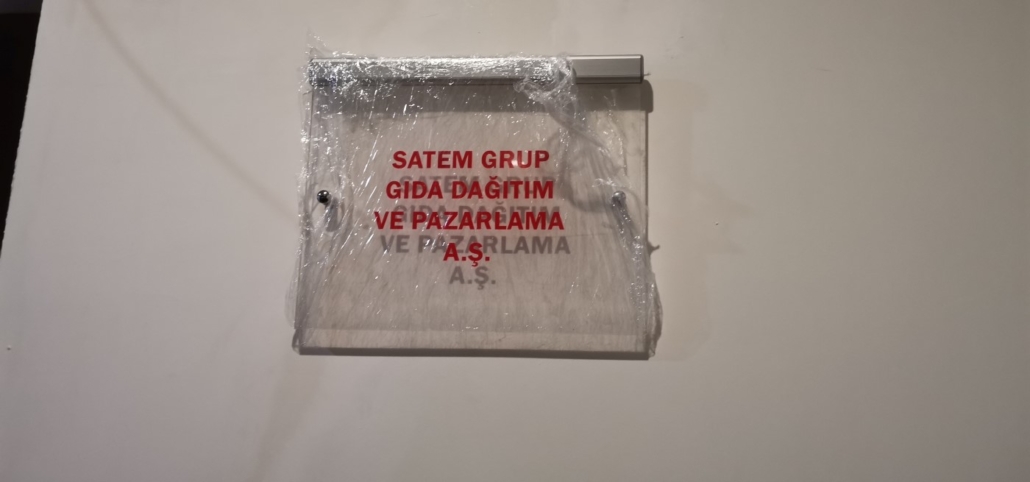 SATEM GRUP
GIDA DAĞITIM
VE PAZARLAMA
A.Ş.